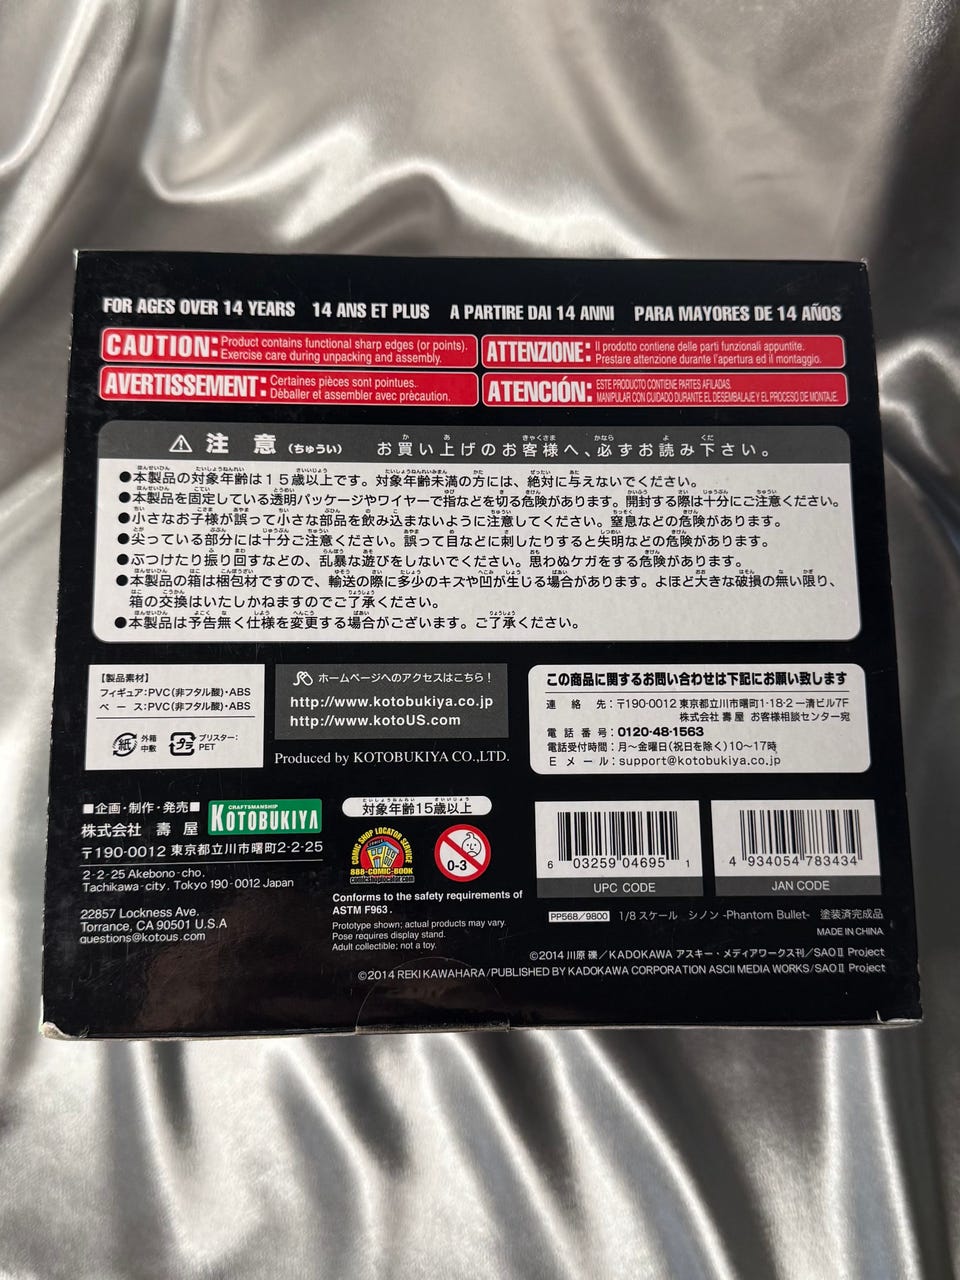 FOR AGES OVER 14 YEARS 14 ANS ET PLUS A PARTIRE DAI 14 ANNI PARA MAYORES DE 14 AÑOS
CAUTION: Product contains functional sharp edges (or points). Exercise care during unpacking and assembly.
ATTENZIONE: Il prodotto contiene delle parti funzionali appuntite. Prestare attenzione durante l'apertura ed il montaggio.
AVERTISSEMENT: Certaines pièces sont pointues. Déballer et assembler avec prècaution.
ATENCIÓN: ESTE PRODUCTO CONTIENE PARTES AFILADAS. MANIPULAR CON CUIDADO DURANTE EL DESEMBALAJE Y EL PROCESO DE MONTAJE.
⚠ 注意 (ちゅうい) お買い上げのお客様へ、必ずお読み下さい。
●本製品の対象年齢は15歳以上です。対象年齢未満の方には、絶対に与えないでください。
●本製品を固定している透明パッケージやワイヤーで指などを切る危険があります。開封する際は十分にご注意ください。
●小さなお子様が誤って小さな部品を飲み込まないように注意してください。窒息などの危険があります。
●尖っている部分には十分ご注意ください。誤って目などに刺したりすると失明などの危険があります。
●ぶつけたり振り回すなどの、乱暴な遊びをしないでください。思わぬケガをする危険があります。
●本製品の箱は梱包材ですので、輸送の際に多少のキズや凹が生じる場合があります。よほど大きな破損の無い限り、
箱の交換はいたしかねますのでご了承ください。
●本製品は予告無く仕様を変更する場合がございます。ご了承ください。
【製品素材】
フィギュア:PVC(非フタル酸)・ABS
ベース:PVC(非フタル酸)・ABS
紙 外箱 中敷 プラ ブリスター: PET
ホームページへのアクセスはこちら!
http://www.kotobukiya.co.jp
http://www.kotoUS.com
Produced by KOTOBUKIYA CO.,LTD.
この商品に関するお問い合わせは下記にお願い致します
連絡先:〒190-0012 東京都立川市曙町1-18-2 一清ビル7F
株式会社 壽屋 お客様相談センター宛
電話番号:0120-48-1563
電話受付時間:月~金曜日(祝日を除く)10~17時
Eメール:support@kotobukiya.co.jp
■企画・制作・発売■
株式会社 壽屋
CRAFTSMANSHIP
KOTOBUKIYA
〒190-0012 東京都立川市曙町2-2-25
2-2-25 Akebono-cho,
Tachikawa-city, Tokyo 190-0012 Japan
22857 Lockness Ave.
Torrance, CA 90501 U.S.A
questions@kotous.com
対象年齢15歳以上
COMIC SHOP LOCATOR SERVICE
888-COMIC-BOOK
comicshoplocator.com
0-3
Conforms to the safety requirements of
ASTM F963.
Prototype shown; actual products may vary.
Pose requires display stand.
Adult collectible; not a toy.
6 03259 04695 1
UPC CODE
4 934054 783434
JAN CODE
PP568/9800 1/8スケール シノン -Phantom Bullet- 塗装済完成品
MADE IN CHINA
©2014 川原 礫/KADOKAWA アスキー・メディアワークス刊/SAOⅡ Project
©2014 REKI KAWAHARA/PUBLISHED BY KADOKAWA CORPORATION ASCII MEDIA WORKS/SAOⅡ Project